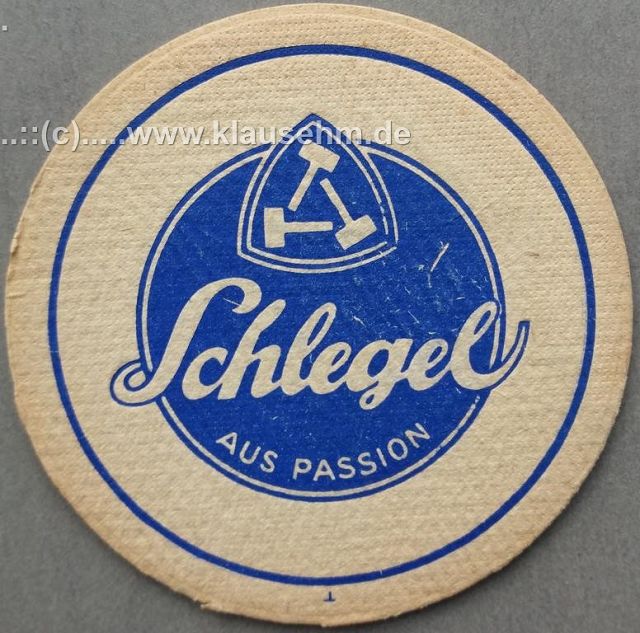 .
..::(c).....www.klausehm.de
Schlegel
AUS PASSION
T